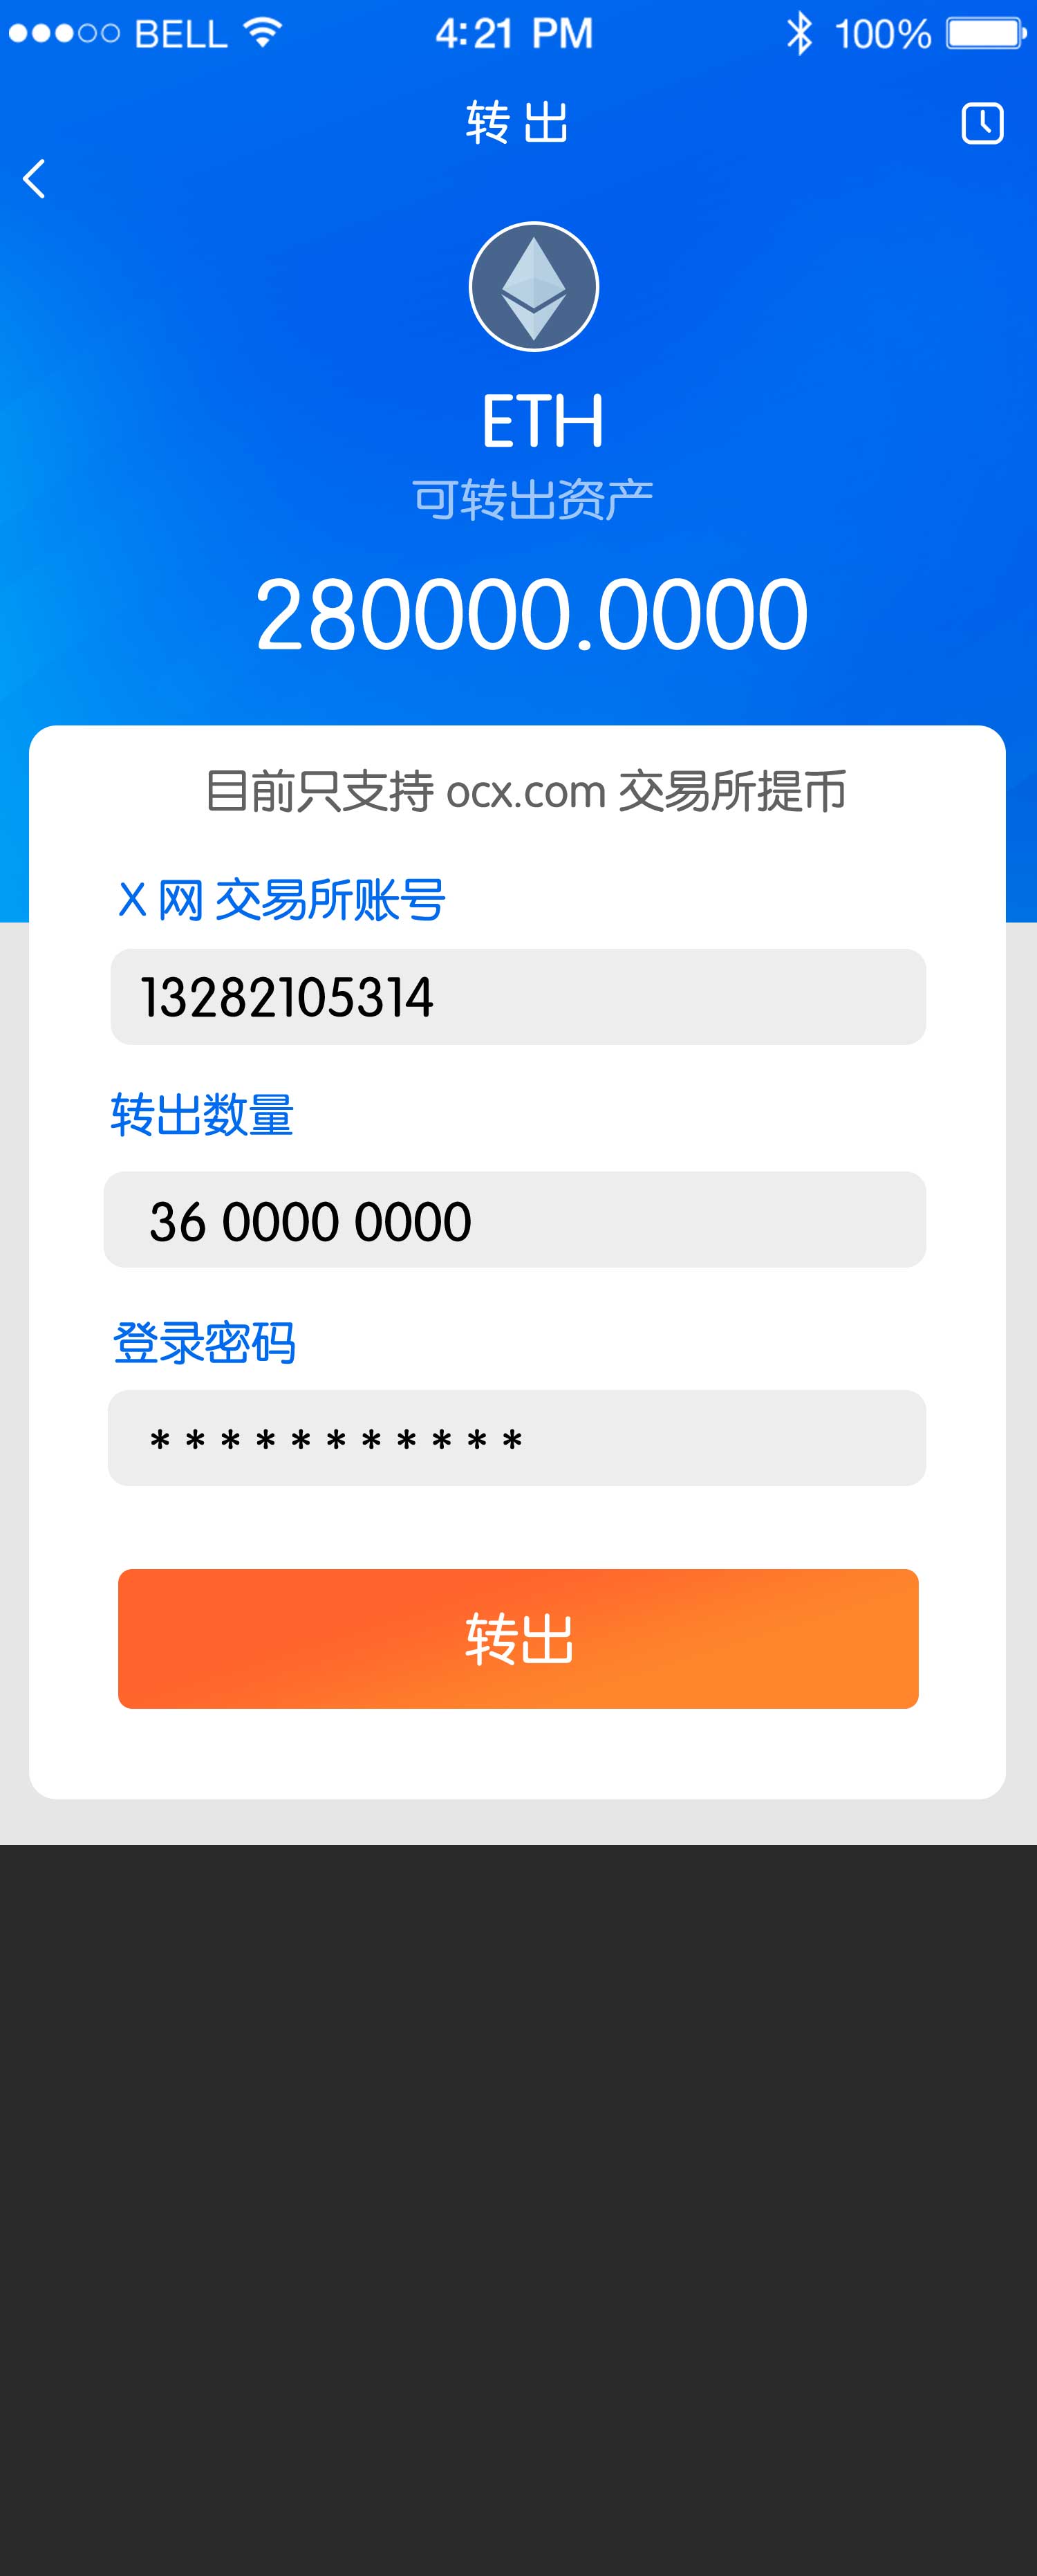 BELL 4:21 PM 100%
转出
ETH
可转出资产
280000.0000
目前只支持 ocx.com 交易所提币
X 网 交易所账号
13282105314
转出数量
36 0000 0000
登录密码
* * * * * * * * * * *
转出